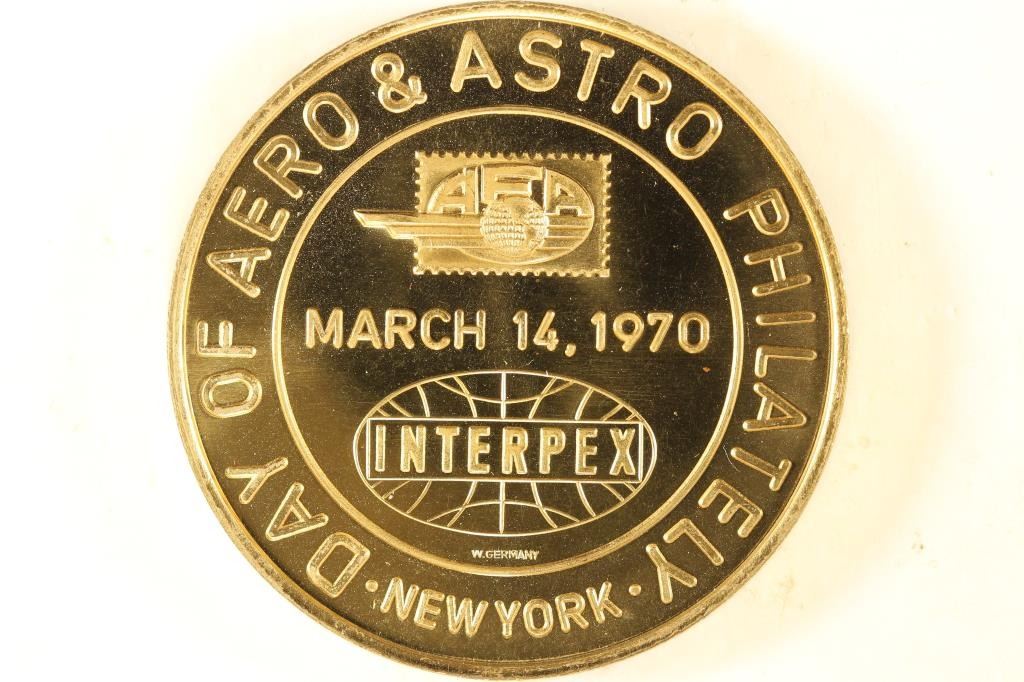 DAY OF AERO & ASTRO PHILATELY
AFA
MARCH 14, 1970
INTERPEX
W. GERMANY
· NEW YORK ·